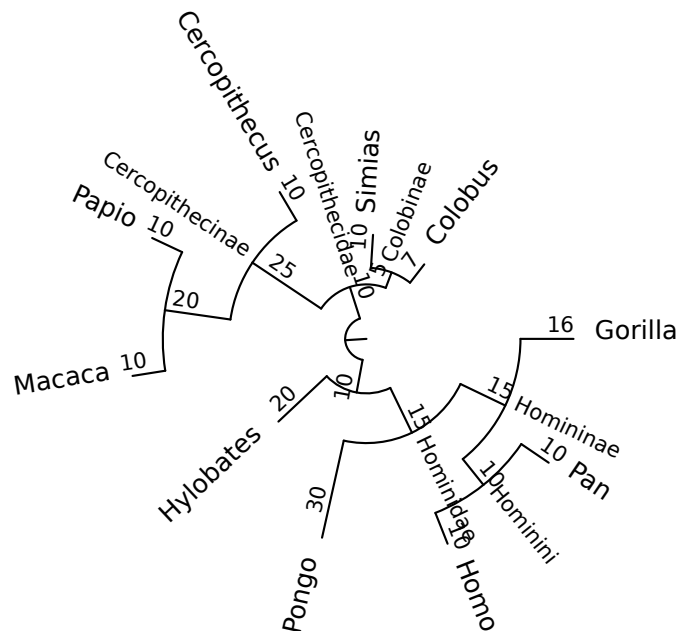 Cercopithecus
10
Cercopithecidae
10
Simias
10
Colobinae
5
Colobus
7
Cercopithecinae
25
Papio
10
20
Macaca
10
Gorilla
16
15
Homininae
10
Pan
10
Hominini
Homo
10
15
Hominidae
10
Hylobates
20
Pongo
30